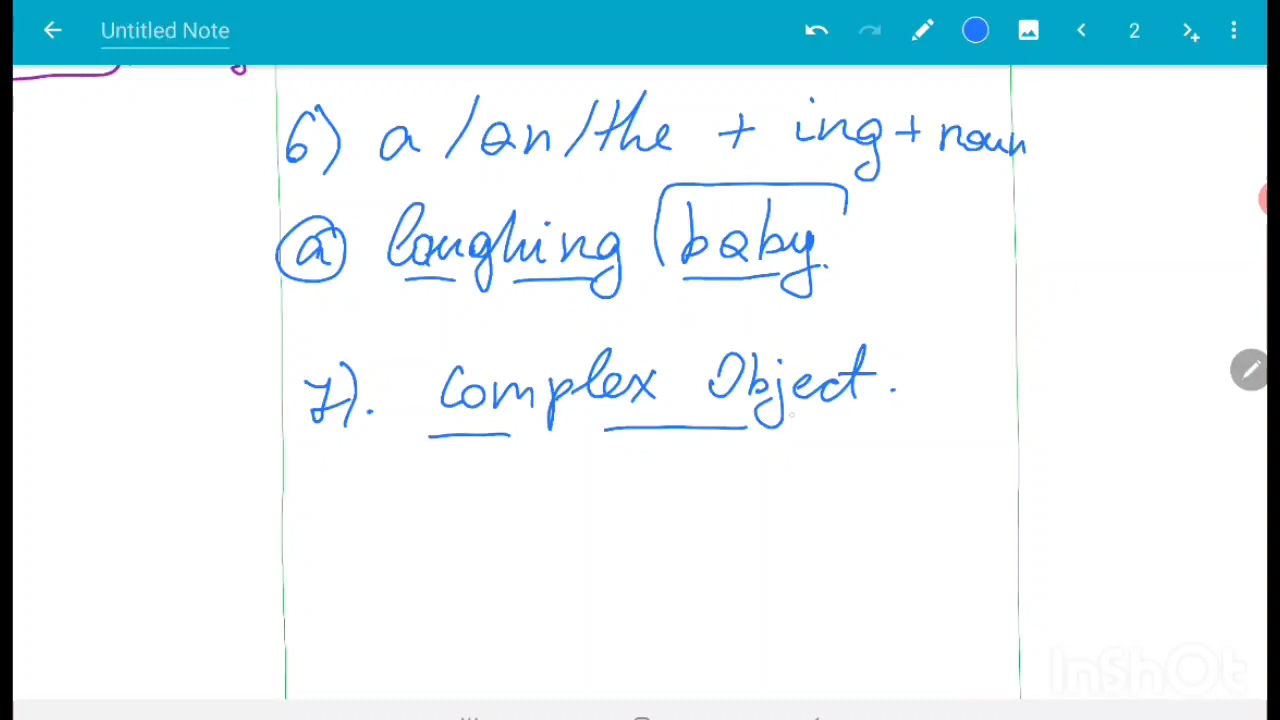 Untitled Note
2
6) a/an/the + ing + noun
a laughing baby.
7). Complex Object.
InShOt